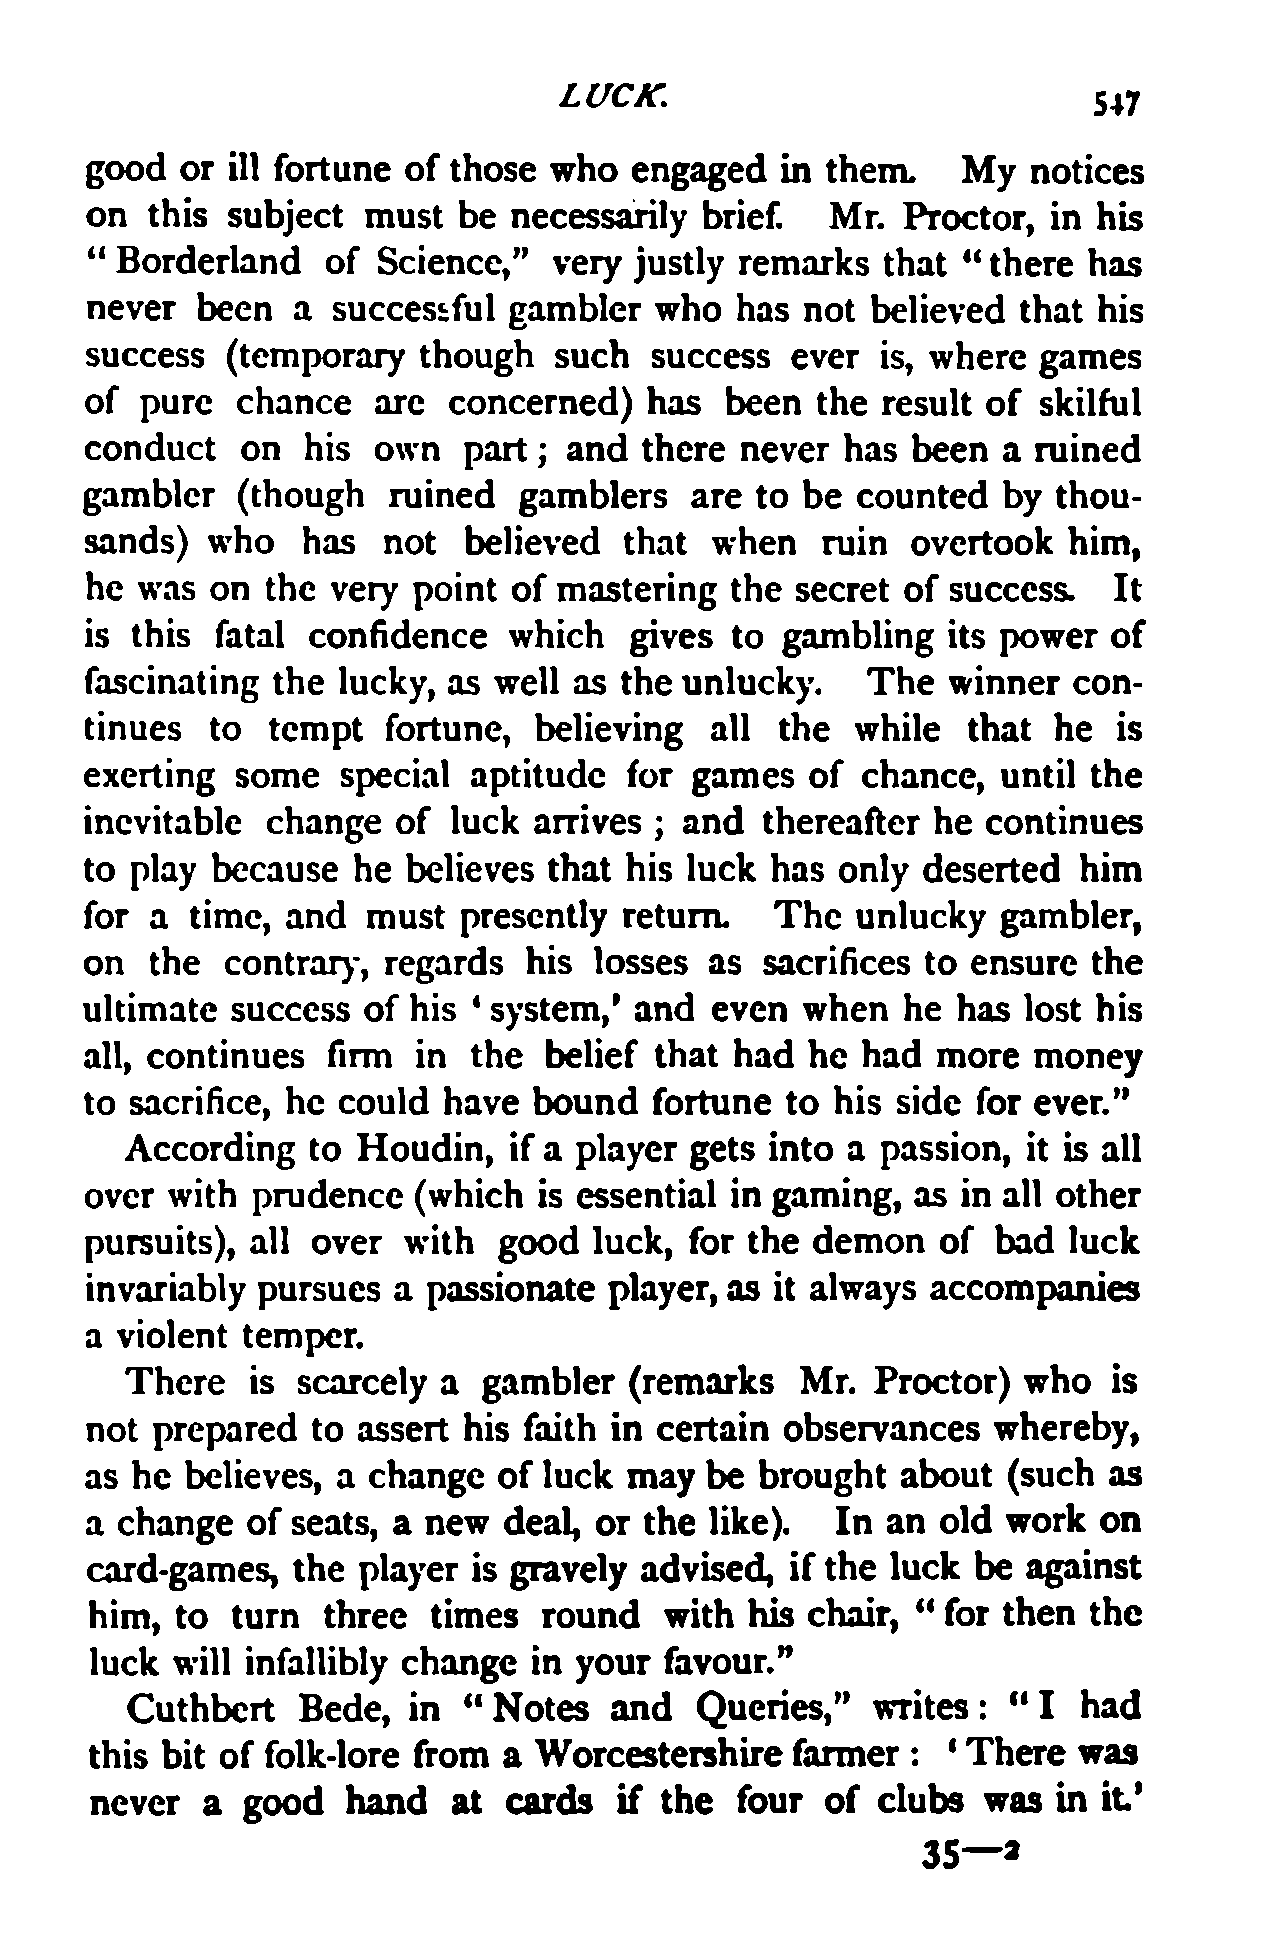 LUCK.
547
good or ill fortune of those who engaged in them. My notices
on this subject must be necessarily brief. Mr. Proctor, in his
“Borderland of Science,” very justly remarks that “there has
never been a successful gambler who has not believed that his
success (temporary though such success ever is, where games
of pure chance are concerned) has been the result of skilful
conduct on his own part; and there never has been a ruined
gambler (though ruined gamblers are to be counted by thou-
sands) who has not believed that when ruin overtook him,
he was on the very point of mastering the secret of success. It
is this fatal confidence which gives to gambling its power of
fascinating the lucky, as well as the unlucky. The winner con-
tinues to tempt fortune, believing all the while that he is
exerting some special aptitude for games of chance, until the
inevitable change of luck arrives; and thereafter he continues
to play because he believes that his luck has only deserted him
for a time, and must presently return. The unlucky gambler,
on the contrary, regards his losses as sacrifices to ensure the
ultimate success of his ‘system,’ and even when he has lost his
all, continues firm in the belief that had he had more money
to sacrifice, he could have bound fortune to his side for ever.”
According to Houdin, if a player gets into a passion, it is all
over with prudence (which is essential in gaming, as in all other
pursuits), all over with good luck, for the demon of bad luck
invariably pursues a passionate player, as it always accompanies
a violent temper.
There is scarcely a gambler (remarks Mr. Proctor) who is
not prepared to assert his faith in certain observances whereby,
as he believes, a change of luck may be brought about (such as
a change of seats, a new deal, or the like). In an old work on
card-games, the player is gravely advised, if the luck be against
him, to turn three times round with his chair, “for then the
luck will infallibly change in your favour.”
Cuthbert Bede, in “Notes and Queries,” writes: “I had
this bit of folk-lore from a Worcestershire farmer: ‘There was
never a good hand at cards if the four of clubs was in it.’
35—2